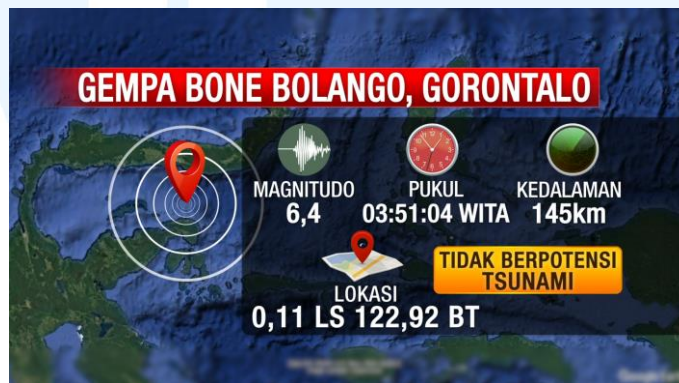 GEMPA BONE BOLANGO, GORONTALO
MAGNITUDO
6,4
PUKUL
03:51:04 WITA
KEDALAMAN
145km
LOKASI
0,11 LS 122,92 BT
TIDAK BERPOTENSI
TSUNAMI